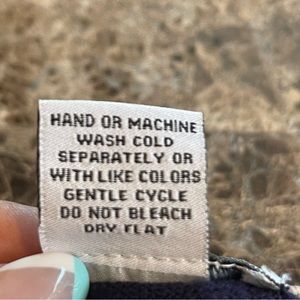 HAND OR MACHINE
WASH COLD
SEPARATELY OR
WITH LIKE COLORS
GENTLE CYCLE
DO NOT BLEACH
DRY FLAT